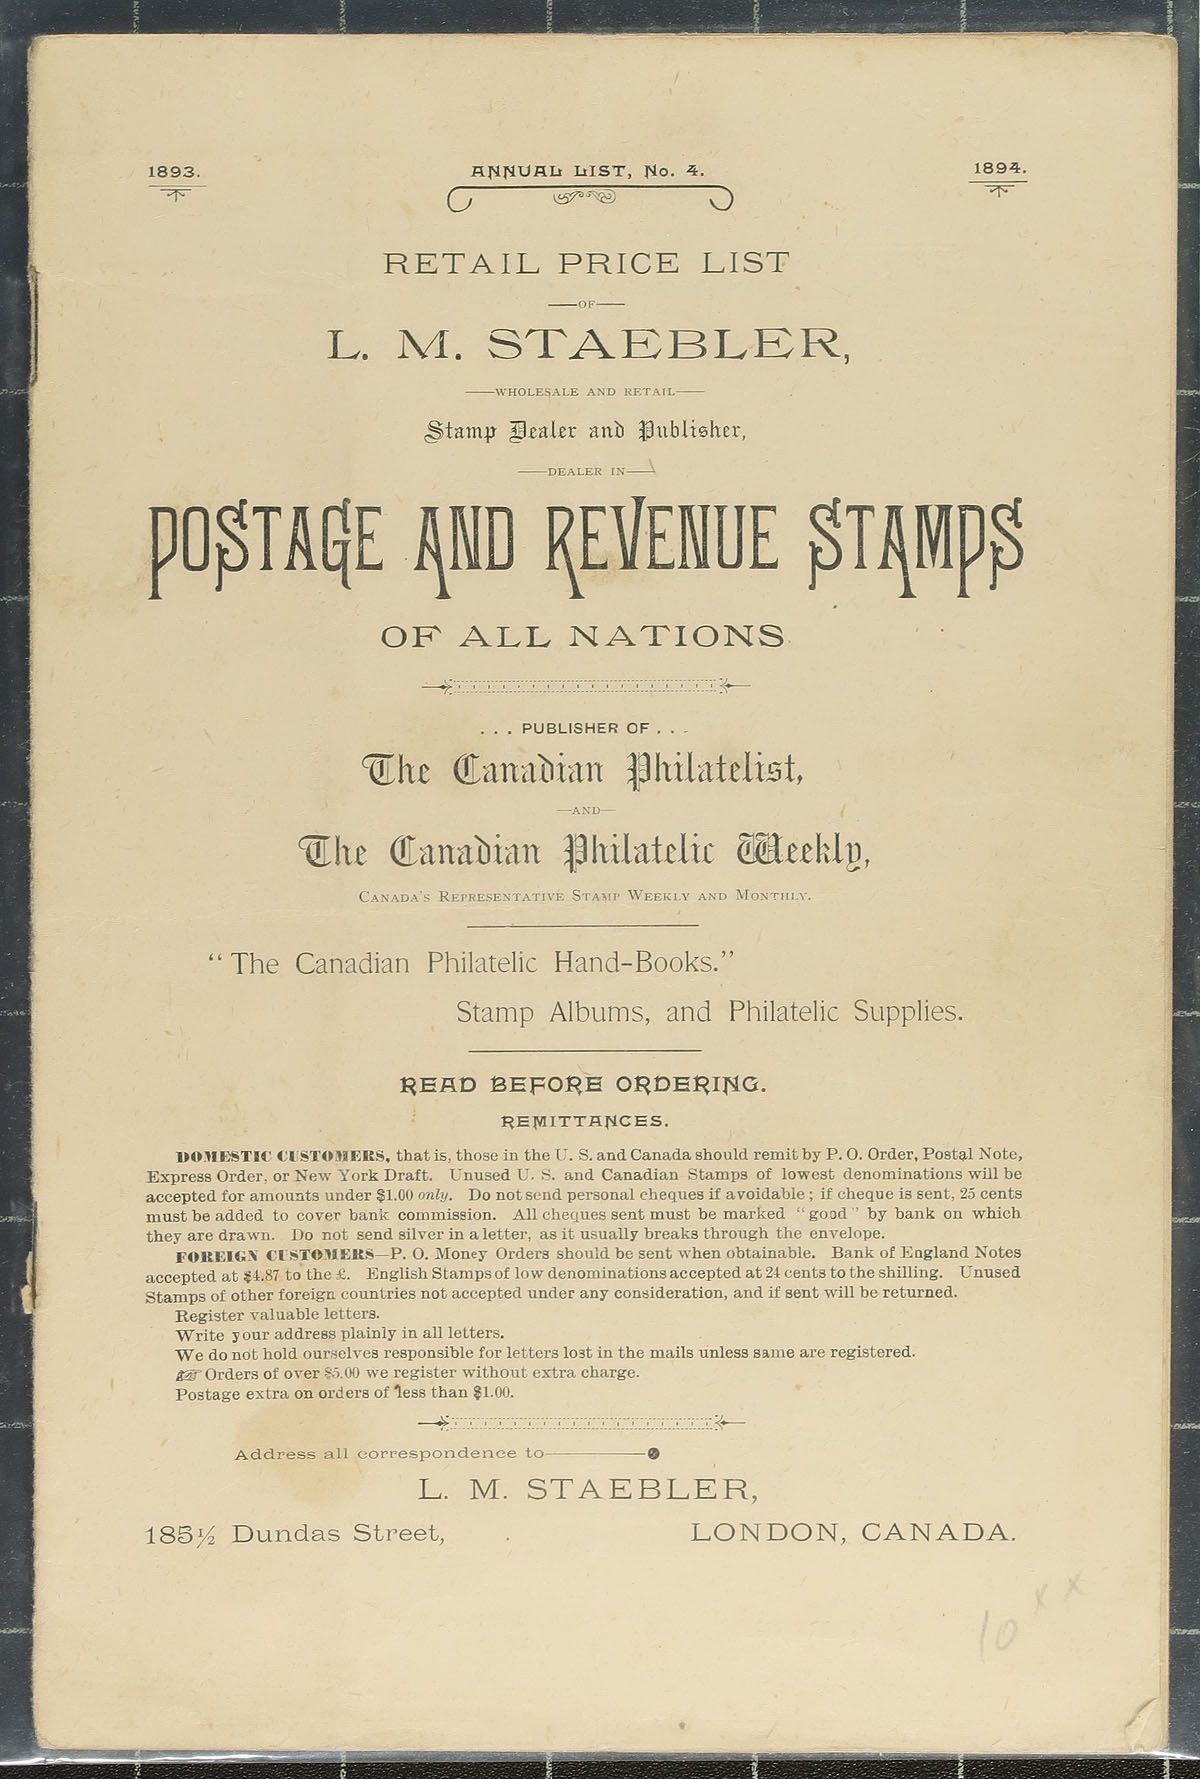 1893.
ANNUAL LIST, No. 4.
1894.
RETAIL PRICE LIST
OF
L. M. STAEBLER,
WHOLESALE AND RETAIL
Stamp Dealer and Publisher,
DEALER IN
POSTAGE AND REVENUE STAMPS
OF ALL NATIONS
. . . PUBLISHER OF . . .
The Canadian Philatelist,
—AND—
The Canadian Philatelic Weekly,
CANADA'S REPRESENTATIVE STAMP WEEKLY AND MONTHLY.
"The Canadian Philatelic Hand-Books."
Stamp Albums, and Philatelic Supplies.
READ BEFORE ORDERING.
REMITTANCES.
DOMESTIC CUSTOMERS, that is, those in the U. S. and Canada should remit by P. O. Order, Postal Note,
Express Order, or New York Draft. Unused U. S. and Canadian Stamps of lowest denominations will be
accepted for amounts under $1.00 only. Do not send personal cheques if avoidable; if cheque is sent, 25 cents
must be added to cover bank commission. All cheques sent must be marked "good" by bank on which
they are drawn. Do not send silver in a letter, as it usually breaks through the envelope.
FOREIGN CUSTOMERS—P. O. Money Orders should be sent when obtainable. Bank of England Notes
accepted at $4.87 to the £. English Stamps of low denominations accepted at 24 cents to the shilling. Unused
Stamps of other foreign countries not accepted under any consideration, and if sent will be returned.
Register valuable letters.
Write your address plainly in all letters.
We do not hold ourselves responsible for letters lost in the mails unless same are registered.
☞ Orders of over $5.00 we register without extra charge.
Postage extra on orders of less than $1.00.
Address all correspondence to
L. M. STAEBLER,
185½ Dundas Street,
LONDON, CANADA.
10 x x